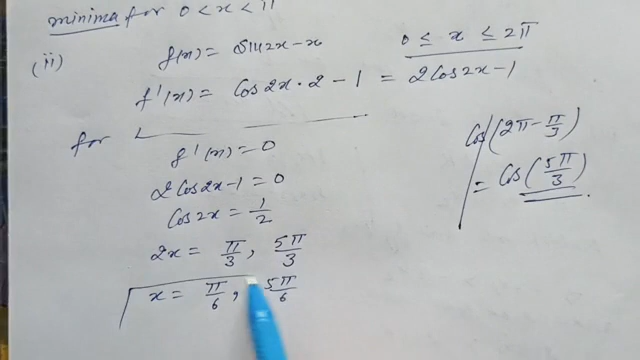 minima for 0 < x < π
(ii) f(x) = Sin2x - x 0 ≤ x ≤ 2π
f'(x) = Cos2x · 2 - 1 = 2Cos2x - 1
for
f'(x) = 0
2Cos2x - 1 = 0
Cos2x = 1/2
2x = π/3, 5π/3
x = π/6, 5π/6
Cos(2π - π/3)
= Cos(5π/3)